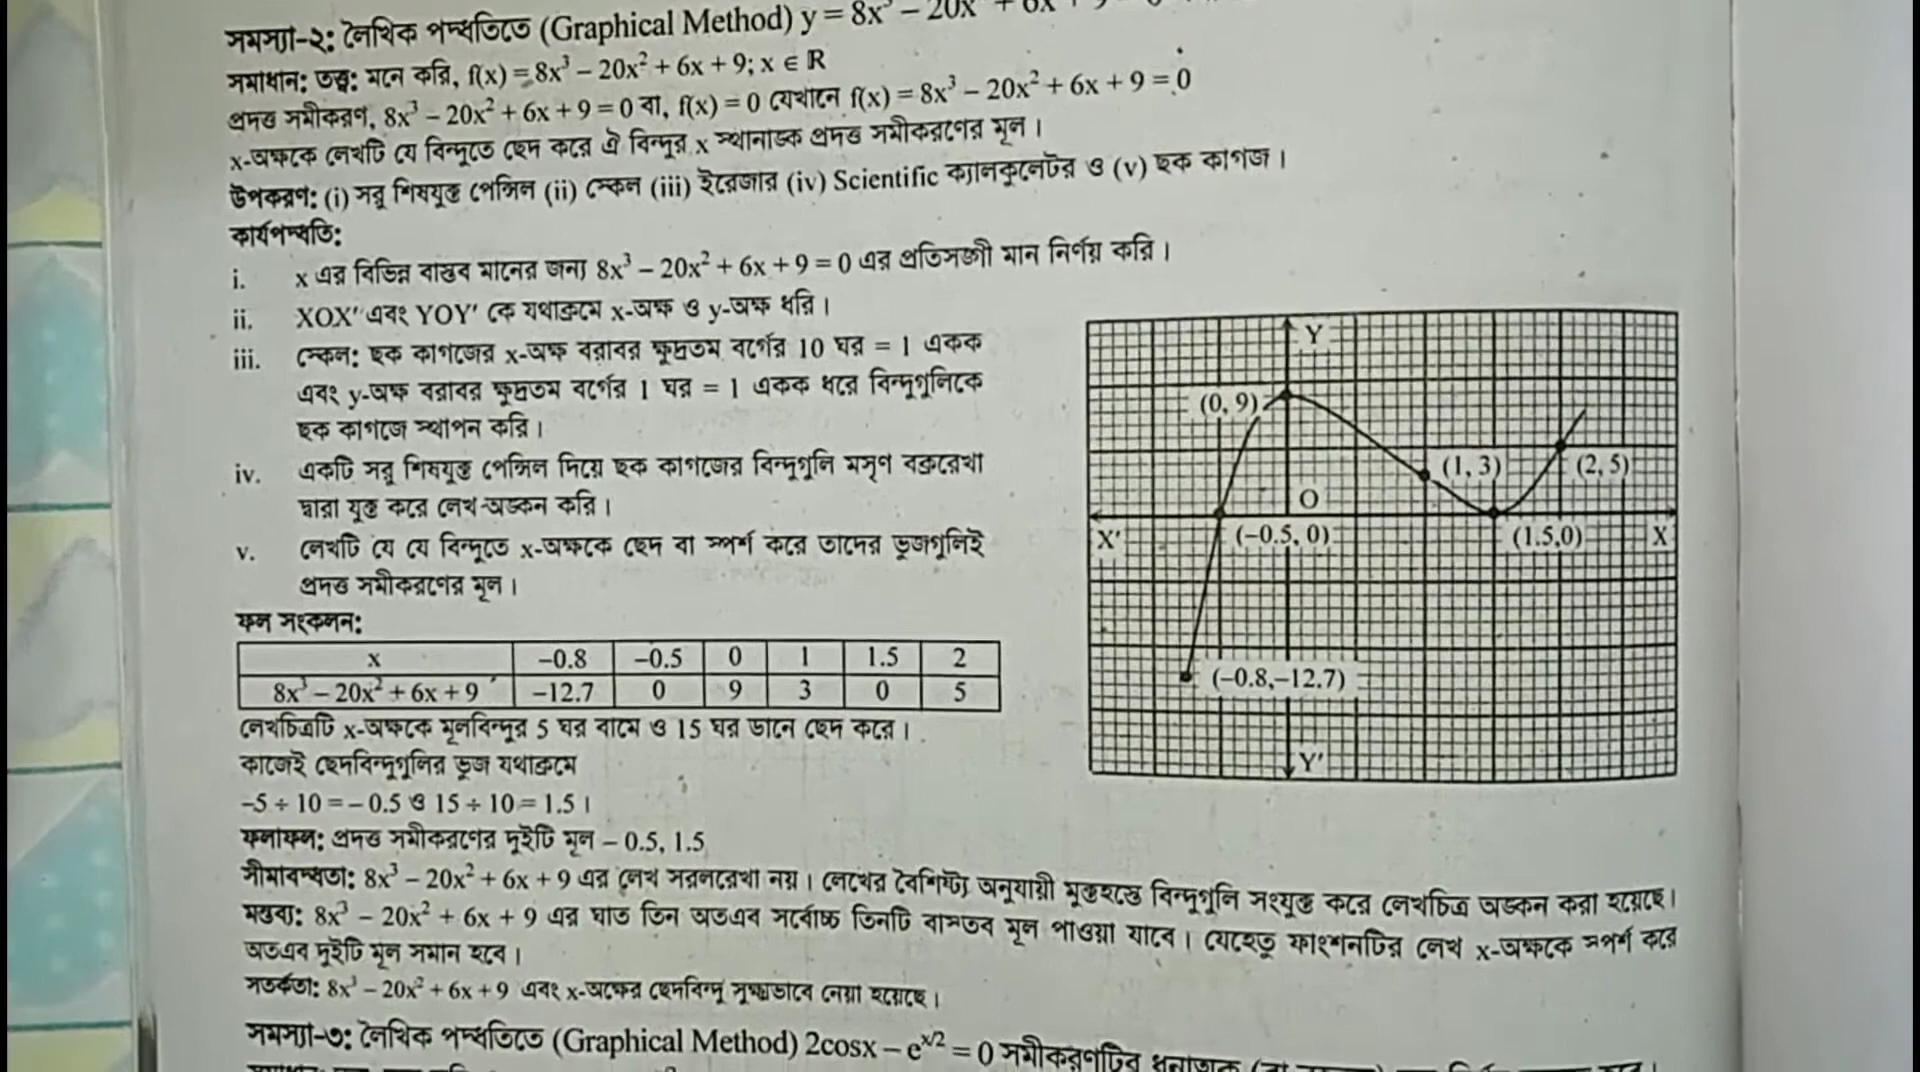 সমস্যা-২: লৈখিক পদ্ধতিতে (Graphical Method) y = 8x³ – 20x² + 6x + 9
সমাধান: তত্ত্ব: মনে করি, f(x) = 8x³ – 20x² + 6x + 9; x ∈ R
প্রদত্ত সমীকরণ, 8x³ – 20x² + 6x + 9 = 0 বা, f(x) = 0 যেখানে f(x) = 8x³ – 20x² + 6x + 9 = 0
x-অক্ষকে লেখটি যে বিন্দুতে ছেদ করে ঐ বিন্দুর x স্থানাঙ্ক প্রদত্ত সমীকরণের মূল।
উপকরণ: (i) সরু শিষযুক্ত পেন্সিল (ii) স্কেল (iii) ইরেজার (iv) Scientific ক্যালকুলেটর ও (v) ছক কাগজ।
কার্যপদ্ধতি:
i. x এর বিভিন্ন বাস্তব মানের জন্য 8x³ – 20x² + 6x + 9 = 0 এর প্রতিসঙ্গী মান নির্ণয় করি।
ii. XOX′ এবং YOY′ কে যথাক্রমে x-অক্ষ ও y-অক্ষ ধরি।
iii. স্কেল: ছক কাগজের x-অক্ষ বরাবর ক্ষুদ্রতম বর্গের 10 ঘর = 1 একক
এবং y-অক্ষ বরাবর ক্ষুদ্রতম বর্গের 1 ঘর = 1 একক ধরে বিন্দুগুলিকে
ছক কাগজে স্থাপন করি।
iv. একটি সরু শিষযুক্ত পেন্সিল দিয়ে ছক কাগজের বিন্দুগুলি মসৃণ বক্ররেখা
দ্বারা যুক্ত করে লেখ-অঙ্কন করি।
v. লেখটি যে যে বিন্দুতে x-অক্ষকে ছেদ বা স্পর্শ করে তাদের ভুজগুলিই
প্রদত্ত সমীকরণের মূল।
Y
(0, 9)
(1, 3)
(2, 5)
O
X′
(–0.5, 0)
(1.5,0)
X
(–0.8,–12.7)
Y′
ফল সংকলন:
x –0.8 –0.5 0 1 1.5 2
8x³ – 20x² + 6x + 9 –12.7 0 9 3 0 5
লেখচিত্রটি x-অক্ষকে মূলবিন্দুর 5 ঘর বামে ও 15 ঘর ডানে ছেদ করে।
কাজেই ছেদবিন্দুগুলির ভুজ যথাক্রমে
–5 ÷ 10 = – 0.5 ও 15 ÷ 10 = 1.5।
ফলাফল: প্রদত্ত সমীকরণের দুইটি মূল – 0.5, 1.5
সীমাবদ্ধতা: 8x³ – 20x² + 6x + 9 এর লেখ সরলরেখা নয়। লেখের বৈশিষ্ট্য অনুযায়ী মুক্তহস্তে বিন্দুগুলি সংযুক্ত করে লেখচিত্র অঙ্কন করা হয়েছে।
মন্তব্য: 8x³ – 20x² + 6x + 9 এর ঘাত তিন অতএব সর্বোচ্চ তিনটি বাস্তব মূল পাওয়া যাবে। যেহেতু ফাংশনটির লেখ x-অক্ষকে স্পর্শ করে
অতএব দুইটি মূল সমান হবে।
সতর্কতা: 8x³ – 20x² + 6x + 9 এবং x-অক্ষের ছেদবিন্দু সূক্ষ্মভাবে নেয়া হয়েছে।
সমস্যা-৩: লৈখিক পদ্ধতিতে (Graphical Method) 2cosx – e^x/2 = 0 সমীকরণটির